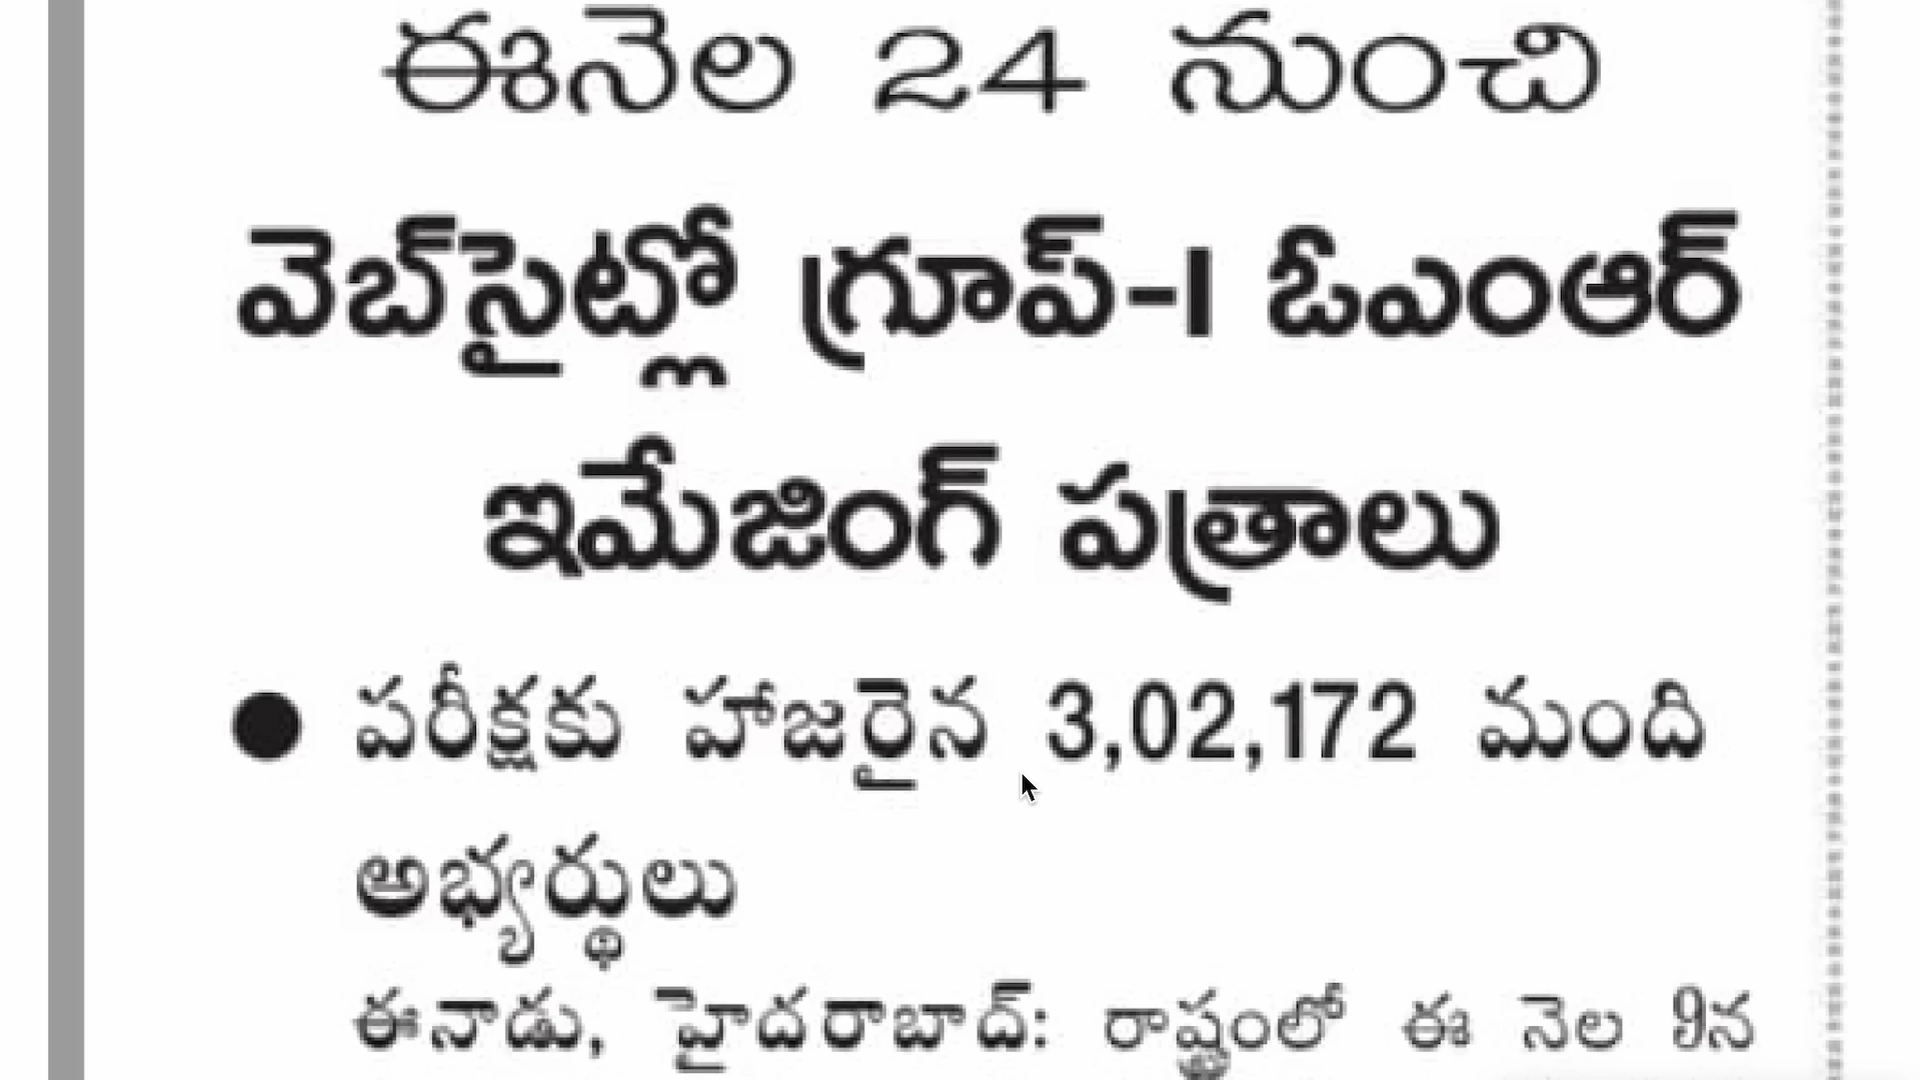 ఈనెల 24 నుంచి
వెబ్‌సైట్లో గ్రూప్-I ఓఎంఆర్
ఇమేజింగ్ పత్రాలు
● పరీక్షకు హాజరైన 3,02,172 మంది
అభ్యర్థులు
ఈనాడు, హైదరాబాద్: రాష్ట్రంలో ఈ నెల 9న